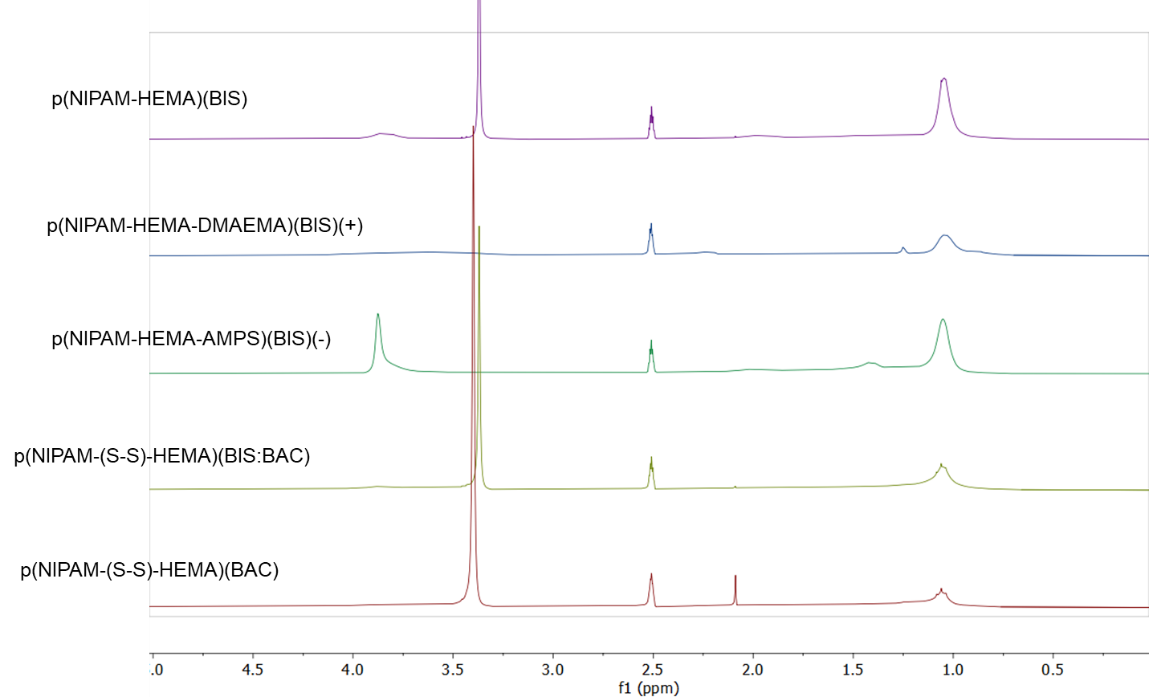 p(NIPAM-HEMA)(BIS)
p(NIPAM-HEMA-DMAEMA)(BIS)(+)
p(NIPAM-HEMA-AMPS)(BIS)(-)
p(NIPAM-(S-S)-HEMA)(BIS:BAC)
p(NIPAM-(S-S)-HEMA)(BAC)
.0 4.5 4.0 3.5 3.0 2.5 2.0 1.5 1.0 0.5
f1 (ppm)